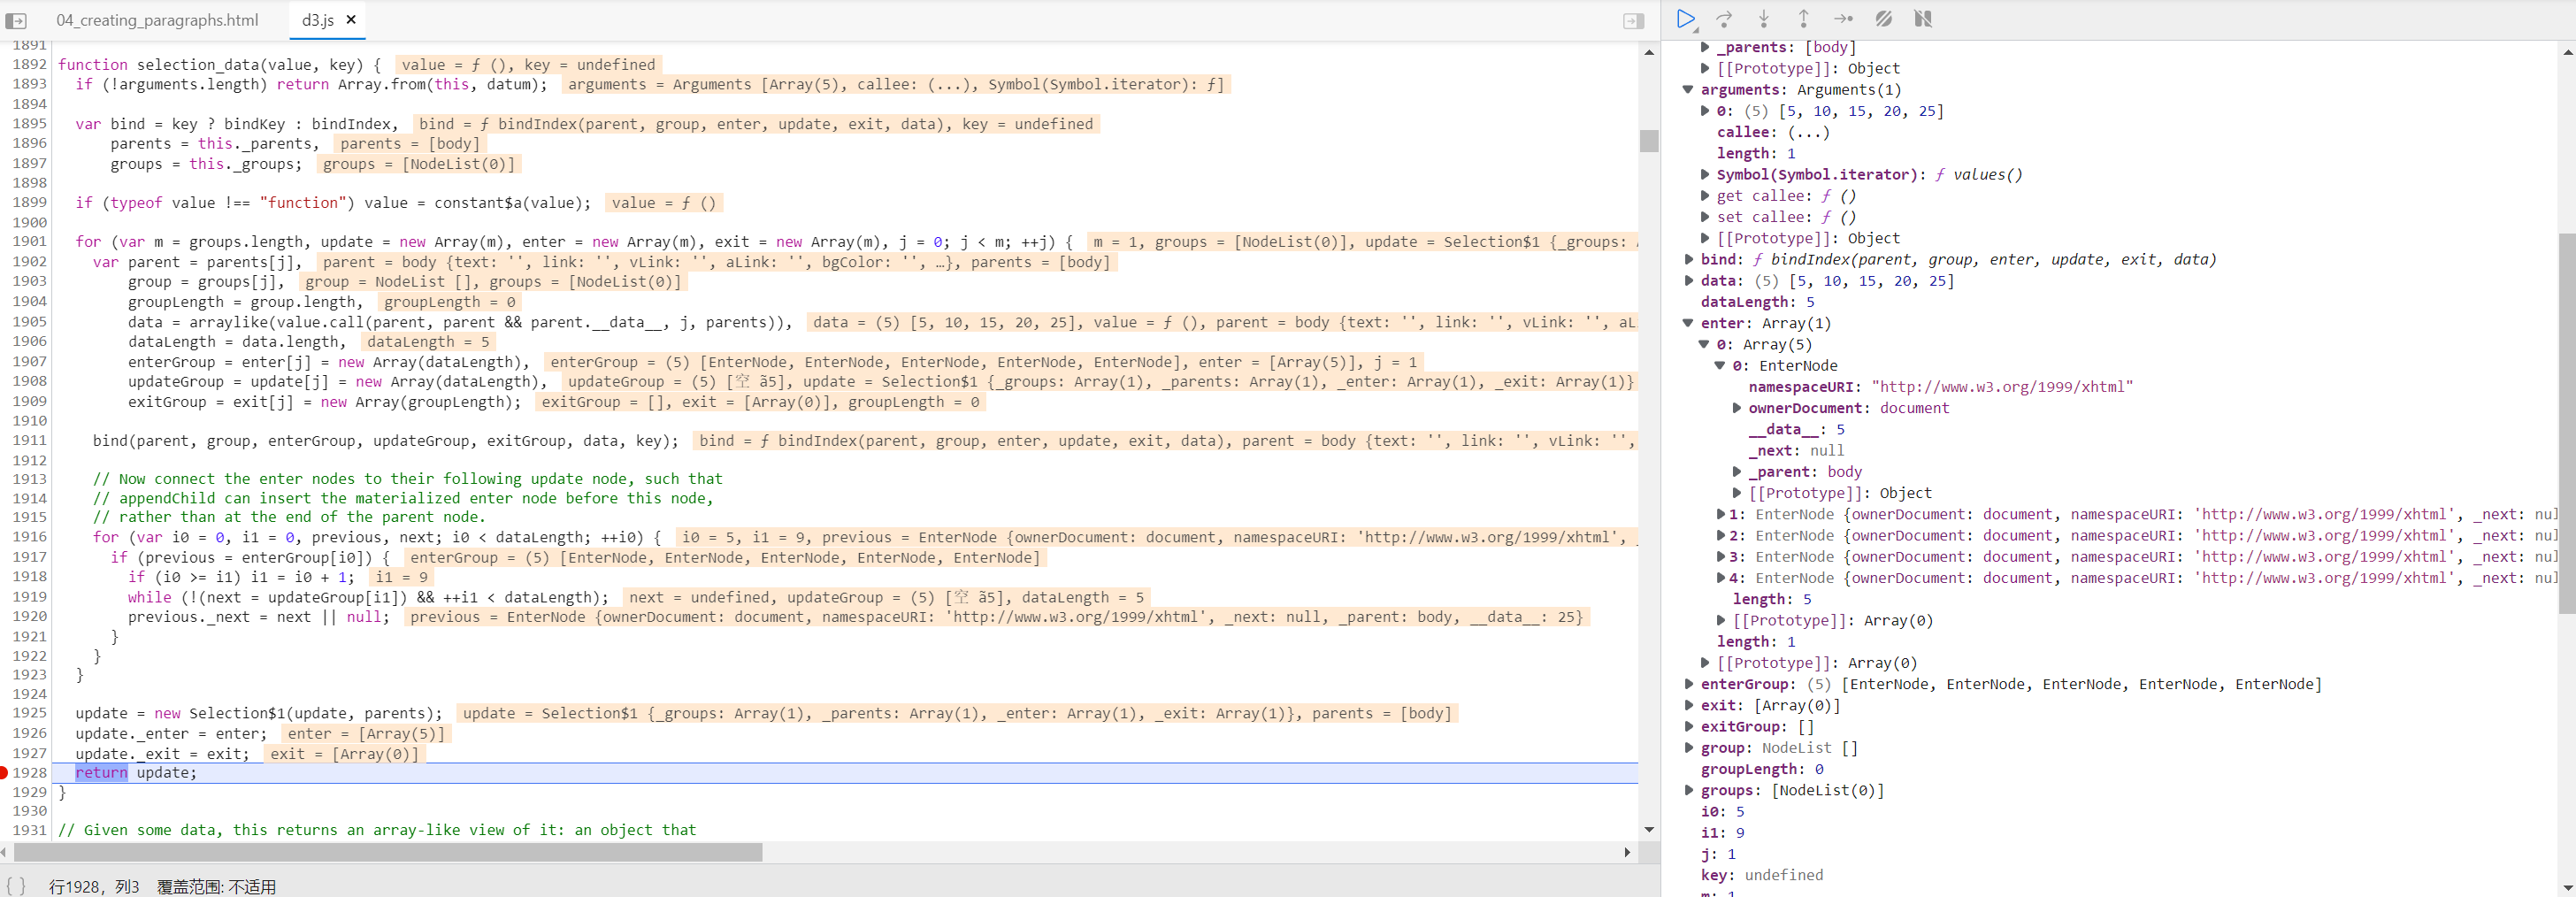 04_creating_paragraphs.html
d3.js
1891
1892 function selection_data(value, key) { value = ƒ (), key = undefined
1893 if (!arguments.length) return Array.from(this, datum); arguments = Arguments [Array(5), callee: (...), Symbol(Symbol.iterator): ƒ]
1894
1895 var bind = key ? bindKey : bindIndex, bind = ƒ bindIndex(parent, group, enter, update, exit, data), key = undefined
1896 parents = this._parents, parents = [body]
1897 groups = this._groups; groups = [NodeList(0)]
1898
1899 if (typeof value !== "function") value = constant$a(value); value = ƒ ()
1900
1901 for (var m = groups.length, update = new Array(m), enter = new Array(m), exit = new Array(m), j = 0; j < m; ++j) { m = 1, groups = [NodeList(0)], update = Selection$1 {_groups:
1902 var parent = parents[j], parent = body {text: '', link: '', vLink: '', aLink: '', bgColor: '', …}, parents = [body]
1903 group = groups[j], group = NodeList [], groups = [NodeList(0)]
1904 groupLength = group.length, groupLength = 0
1905 data = arraylike(value.call(parent, parent && parent.__data__, j, parents)), data = (5) [5, 10, 15, 20, 25], value = ƒ (), parent = body {text: '', link: '', vLink: '', aL
1906 dataLength = data.length, dataLength = 5
1907 enterGroup = enter[j] = new Array(dataLength), enterGroup = (5) [EnterNode, EnterNode, EnterNode, EnterNode, EnterNode], enter = [Array(5)], j = 1
1908 updateGroup = update[j] = new Array(dataLength), updateGroup = (5) [空 ã5], update = Selection$1 {_groups: Array(1), _parents: Array(1), _enter: Array(1), _exit: Array(1)}
1909 exitGroup = exit[j] = new Array(groupLength); exitGroup = [], exit = [Array(0)], groupLength = 0
1910
1911 bind(parent, group, enterGroup, updateGroup, exitGroup, data, key); bind = ƒ bindIndex(parent, group, enter, update, exit, data), parent = body {text: '', link: '', vLink: '',
1912
1913 // Now connect the enter nodes to their following update node, such that
1914 // appendChild can insert the materialized enter node before this node,
1915 // rather than at the end of the parent node.
1916 for (var i0 = 0, i1 = 0, previous, next; i0 < dataLength; ++i0) { i0 = 5, i1 = 9, previous = EnterNode {ownerDocument: document, namespaceURI: 'http://www.w3.org/1999/xhtml', _
1917 if (previous = enterGroup[i0]) { enterGroup = (5) [EnterNode, EnterNode, EnterNode, EnterNode, EnterNode]
1918 if (i0 >= i1) i1 = i0 + 1; i1 = 9
1919 while (!(next = updateGroup[i1]) && ++i1 < dataLength); next = undefined, updateGroup = (5) [空 ã5], dataLength = 5
1920 previous._next = next || null; previous = EnterNode {ownerDocument: document, namespaceURI: 'http://www.w3.org/1999/xhtml', _next: null, _parent: body, __data__: 25}
1921 }
1922 }
1923 }
1924
1925 update = new Selection$1(update, parents); update = Selection$1 {_groups: Array(1), _parents: Array(1), _enter: Array(1), _exit: Array(1)}, parents = [body]
1926 update._enter = enter; enter = [Array(5)]
1927 update._exit = exit; exit = [Array(0)]
1928 return update;
1929 }
1930
1931 // Given some data, this returns an array-like view of it: an object that
{ } 行1928，列3 覆盖范围: 不适用
_parents: [body]
[[Prototype]]: Object
arguments: Arguments(1)
0: (5) [5, 10, 15, 20, 25]
callee: (...)
length: 1
Symbol(Symbol.iterator): ƒ values()
get callee: ƒ ()
set callee: ƒ ()
[[Prototype]]: Object
bind: ƒ bindIndex(parent, group, enter, update, exit, data)
data: (5) [5, 10, 15, 20, 25]
dataLength: 5
enter: Array(1)
0: Array(5)
0: EnterNode
namespaceURI: "http://www.w3.org/1999/xhtml"
ownerDocument: document
__data__: 5
_next: null
_parent: body
[[Prototype]]: Object
1: EnterNode {ownerDocument: document, namespaceURI: 'http://www.w3.org/1999/xhtml', _next: nul
2: EnterNode {ownerDocument: document, namespaceURI: 'http://www.w3.org/1999/xhtml', _next: nul
3: EnterNode {ownerDocument: document, namespaceURI: 'http://www.w3.org/1999/xhtml', _next: nul
4: EnterNode {ownerDocument: document, namespaceURI: 'http://www.w3.org/1999/xhtml', _next: nul
length: 5
[[Prototype]]: Array(0)
length: 1
[[Prototype]]: Array(0)
enterGroup: (5) [EnterNode, EnterNode, EnterNode, EnterNode, EnterNode]
exit: [Array(0)]
exitGroup: []
group: NodeList []
groupLength: 0
groups: [NodeList(0)]
i0: 5
i1: 9
j: 1
key: undefined
m: 1